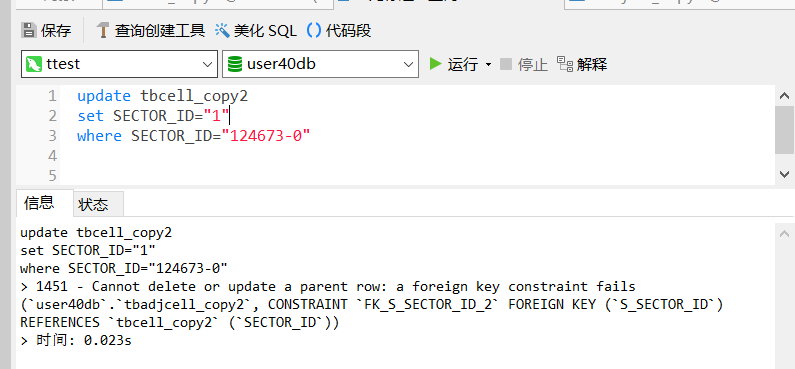 保存 查询创建工具 美化 SQL () 代码段
ttest user40db 运行 停止 解释
1 update tbcell_copy2
2 set SECTOR_ID="1"
3 where SECTOR_ID="124673-0"
4
5
信息 状态
update tbcell_copy2
set SECTOR_ID="1"
where SECTOR_ID="124673-0"
> 1451 - Cannot delete or update a parent row: a foreign key constraint fails
(`user40db`.`tbadjcell_copy2`, CONSTRAINT `FK_S_SECTOR_ID_2` FOREIGN KEY (`S_SECTOR_ID`)
REFERENCES `tbcell_copy2` (`SECTOR_ID`))
> 时间: 0.023s